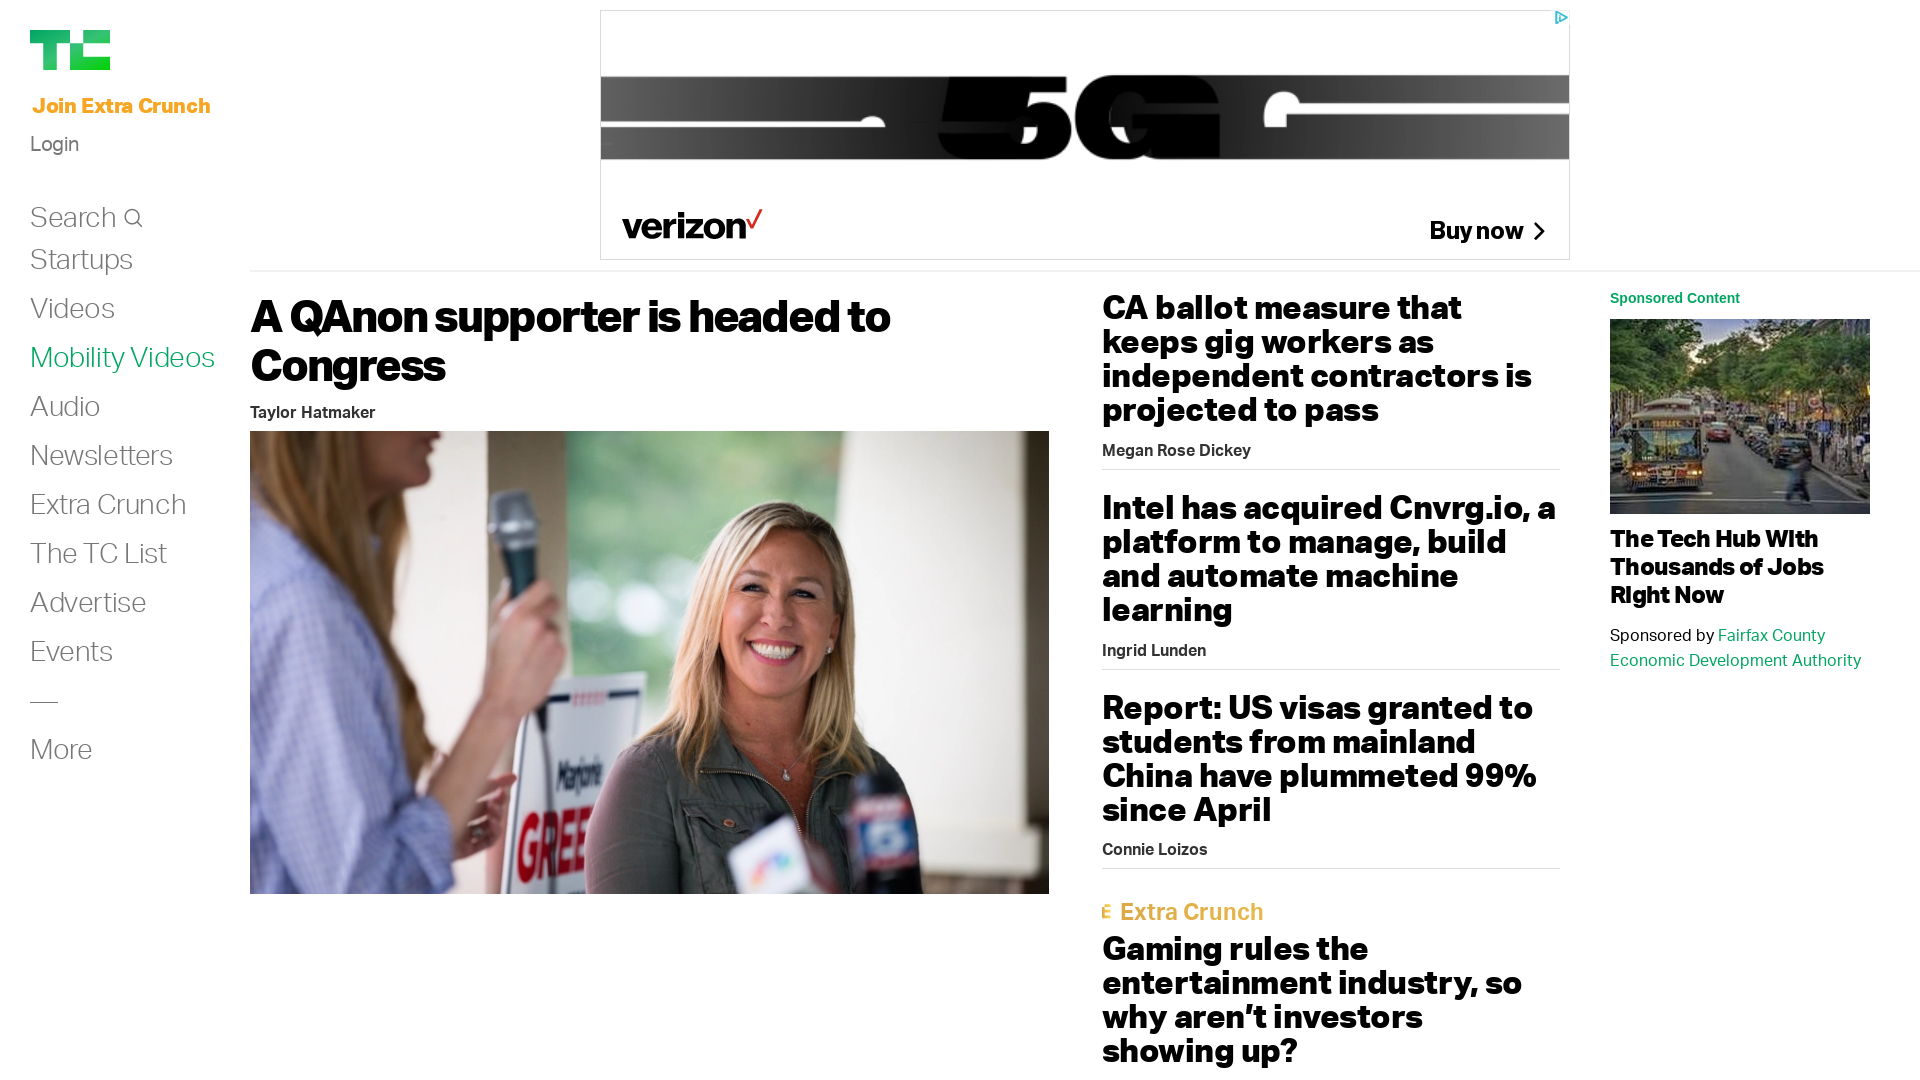 TC
Join Extra Crunch
Login
Search
Startups
Videos
Mobility Videos
Audio
Newsletters
Extra Crunch
The TC List
Advertise
Events
More
5G
verizon
Buy now
A QAnon supporter is headed to
Congress
Taylor Hatmaker
Marjorie
GREE
5
CA ballot measure that
keeps gig workers as
independent contractors is
projected to pass
Megan Rose Dickey
Intel has acquired Cnvrg.io, a
platform to manage, build
and automate machine
learning
Ingrid Lunden
Report: US visas granted to
students from mainland
China have plummeted 99%
since April
Connie Loizos
Extra Crunch
Gaming rules the
entertainment industry, so
why aren’t investors
showing up?
Sponsored Content
TROLLEY
The Tech Hub WIth
Thousands of Jobs
RIght Now
Sponsored by Fairfax County
Economic Development Authority